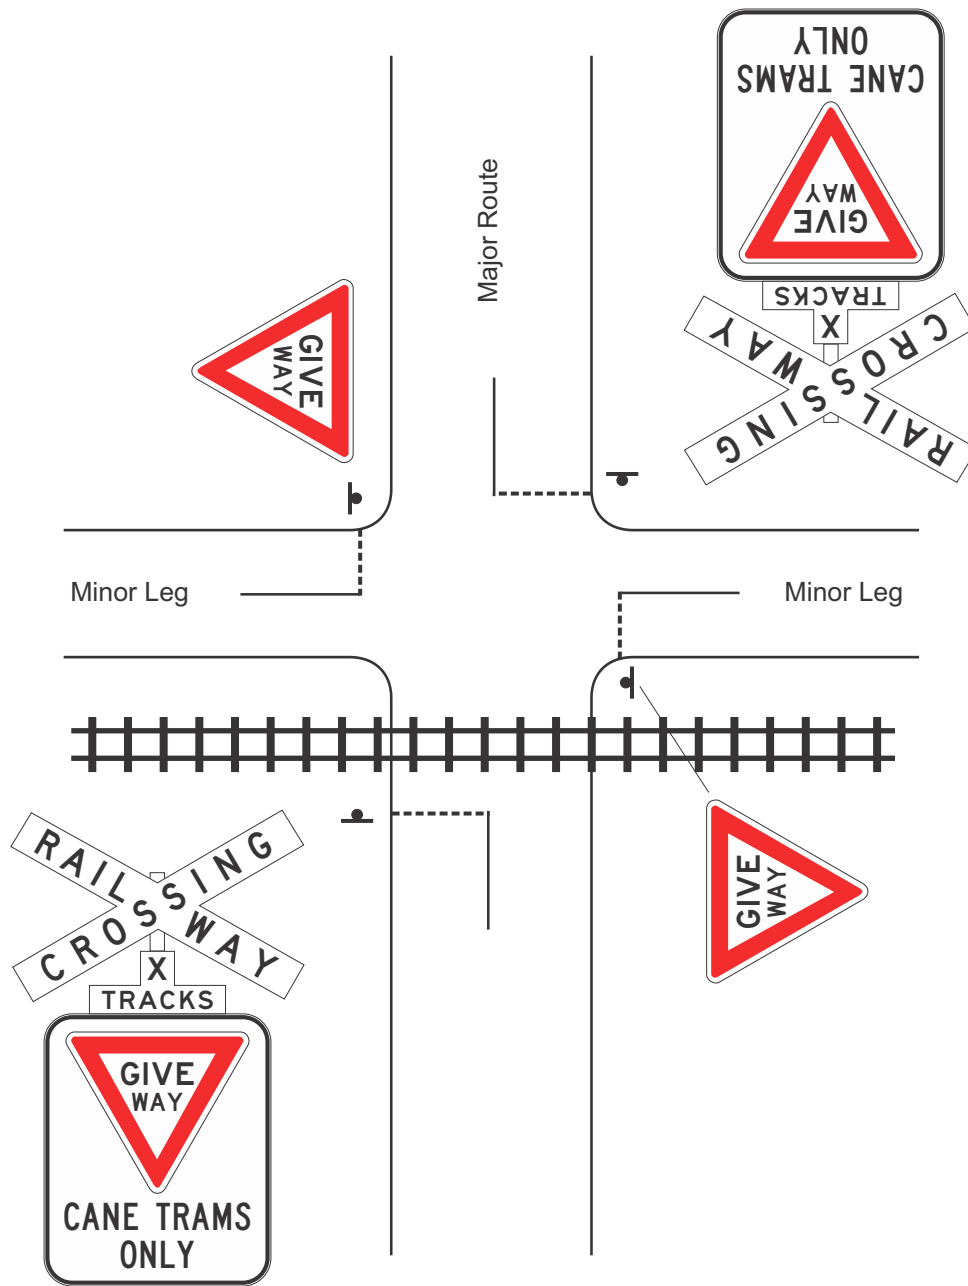 CANE TRAMS
ONLY
GIVE
WAY
X
TRACKS
RAILWAY
CROSSING
Major Route
GIVE
WAY
Minor Leg
Minor Leg
RAILWAY
CROSSING
X
TRACKS
GIVE
WAY
CANE TRAMS
ONLY
GIVE
WAY